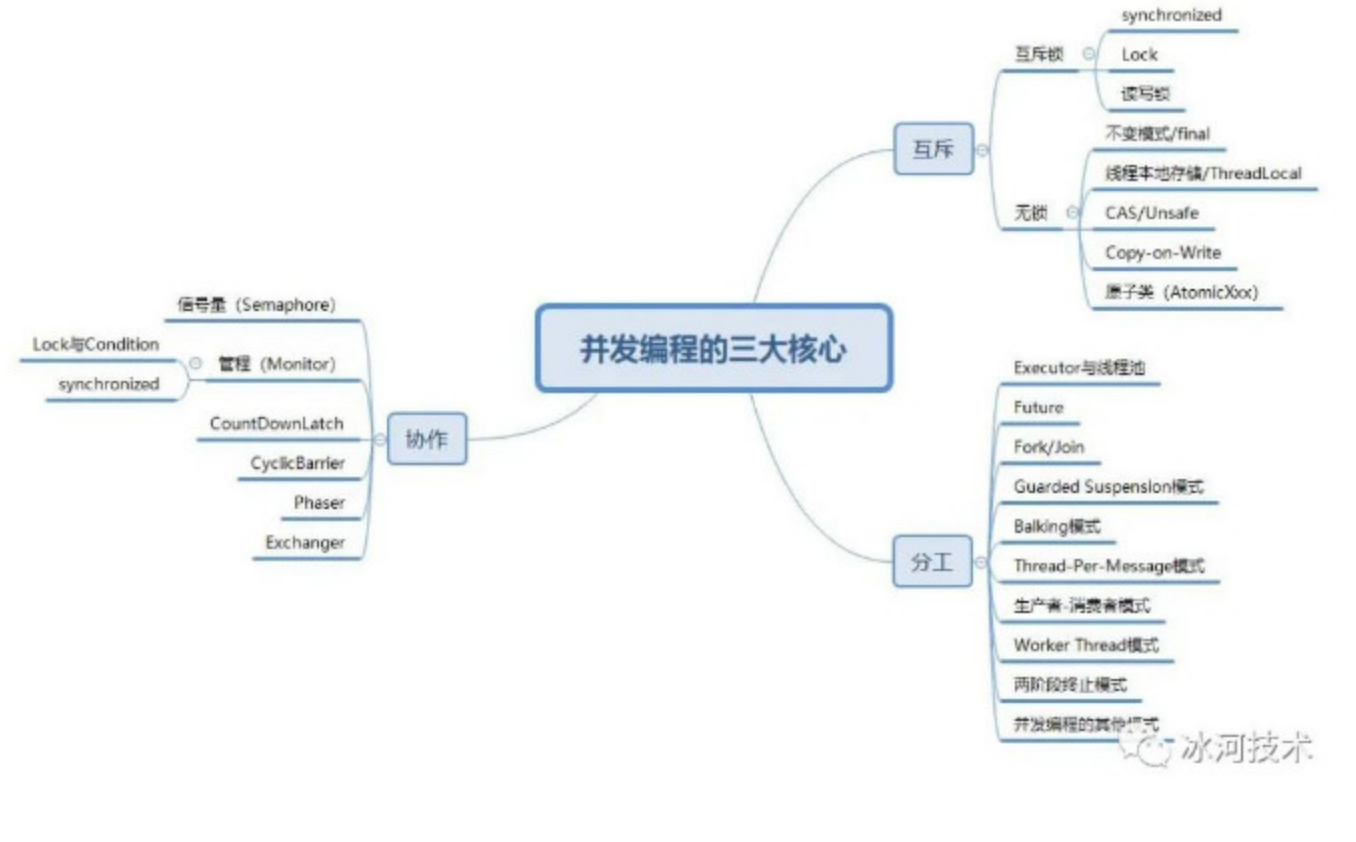 并发编程的三大核心
互斥
互斥锁
synchronized
Lock
读写锁
无锁
不变模式/final
线程本地存储/ThreadLocal
CAS/Unsafe
Copy-on-Write
原子类（AtomicXxx）
分工
Executor与线程池
Future
Fork/Join
Guarded Suspension模式
Balking模式
Thread-Per-Message模式
生产者-消费者模式
Worker Thread模式
两阶段终止模式
并发编程的其他模式
协作
信号量（Semaphore）
管程（Monitor）
Lock与Condition
synchronized
CountDownLatch
CyclicBarrier
Phaser
Exchanger
冰河技术